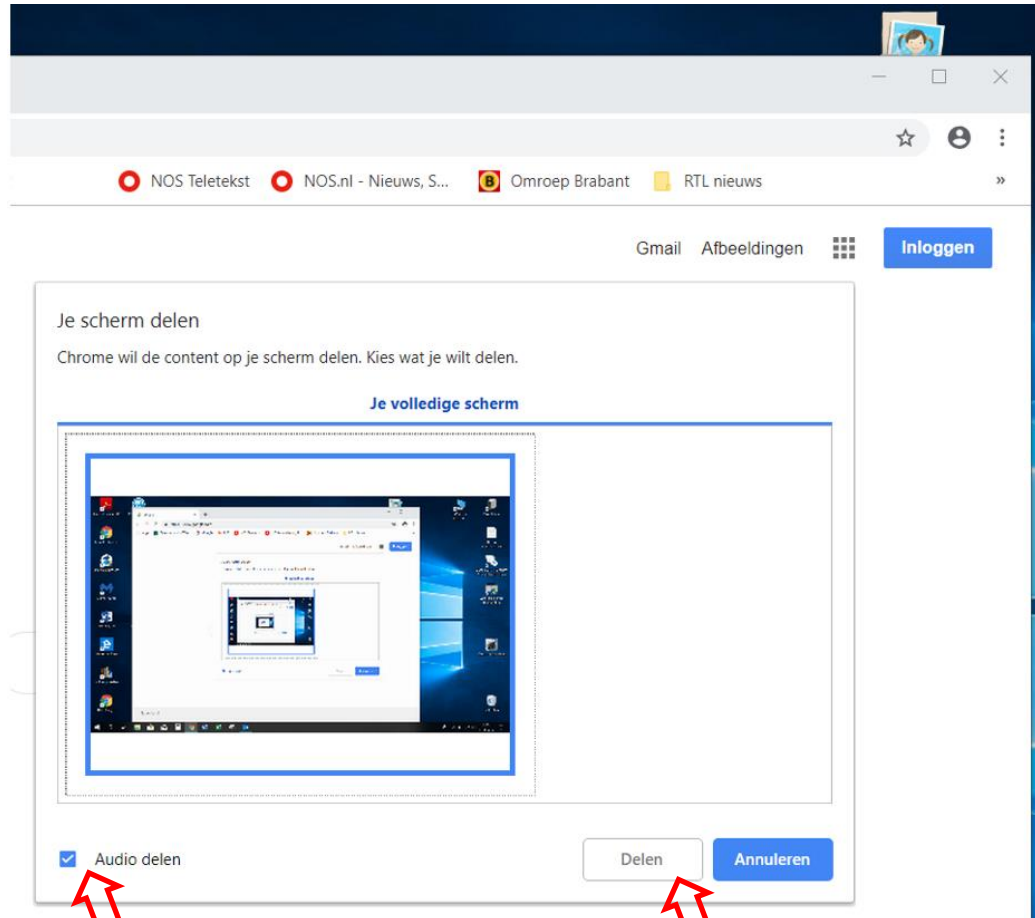 NOS Teletekst NOS.nl - Nieuws, S... Omroep Brabant RTL nieuws »
Gmail Afbeeldingen Inloggen
Je scherm delen
Chrome wil de content op je scherm delen. Kies wat je wilt delen.
Je volledige scherm
Audio delen Delen Annuleren